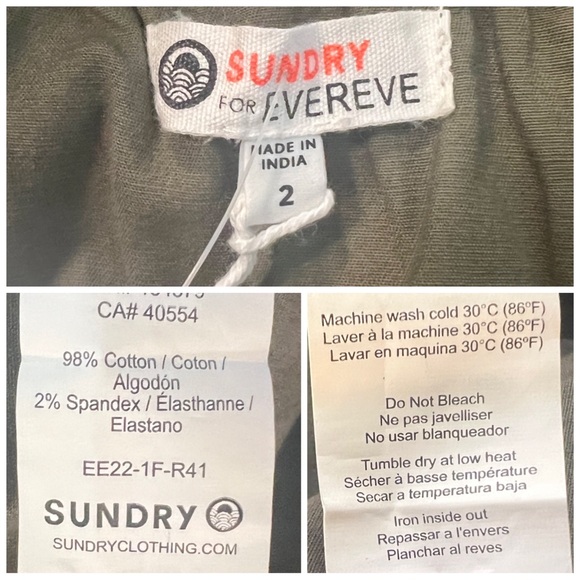 SUNDRY
FOR EVEREVE
MADE IN
INDIA
2
CA# 40554
98% Cotton / Coton /
Algodón
2% Spandex / Élasthanne /
Elastano
EE22-1F-R41
SUNDRY
SUNDRYCLOTHING.COM
Machine wash cold 30°C (86ºF)
Laver à la machine 30°C (86ºF)
Lavar en maquina 30°C (86ºF)
Do Not Bleach
Ne pas javelliser
No usar blanqueador
Tumble dry at low heat
Sécher à basse température
Secar a temperatura baja
Iron inside out
Repassar a l'envers
Planchar al reves